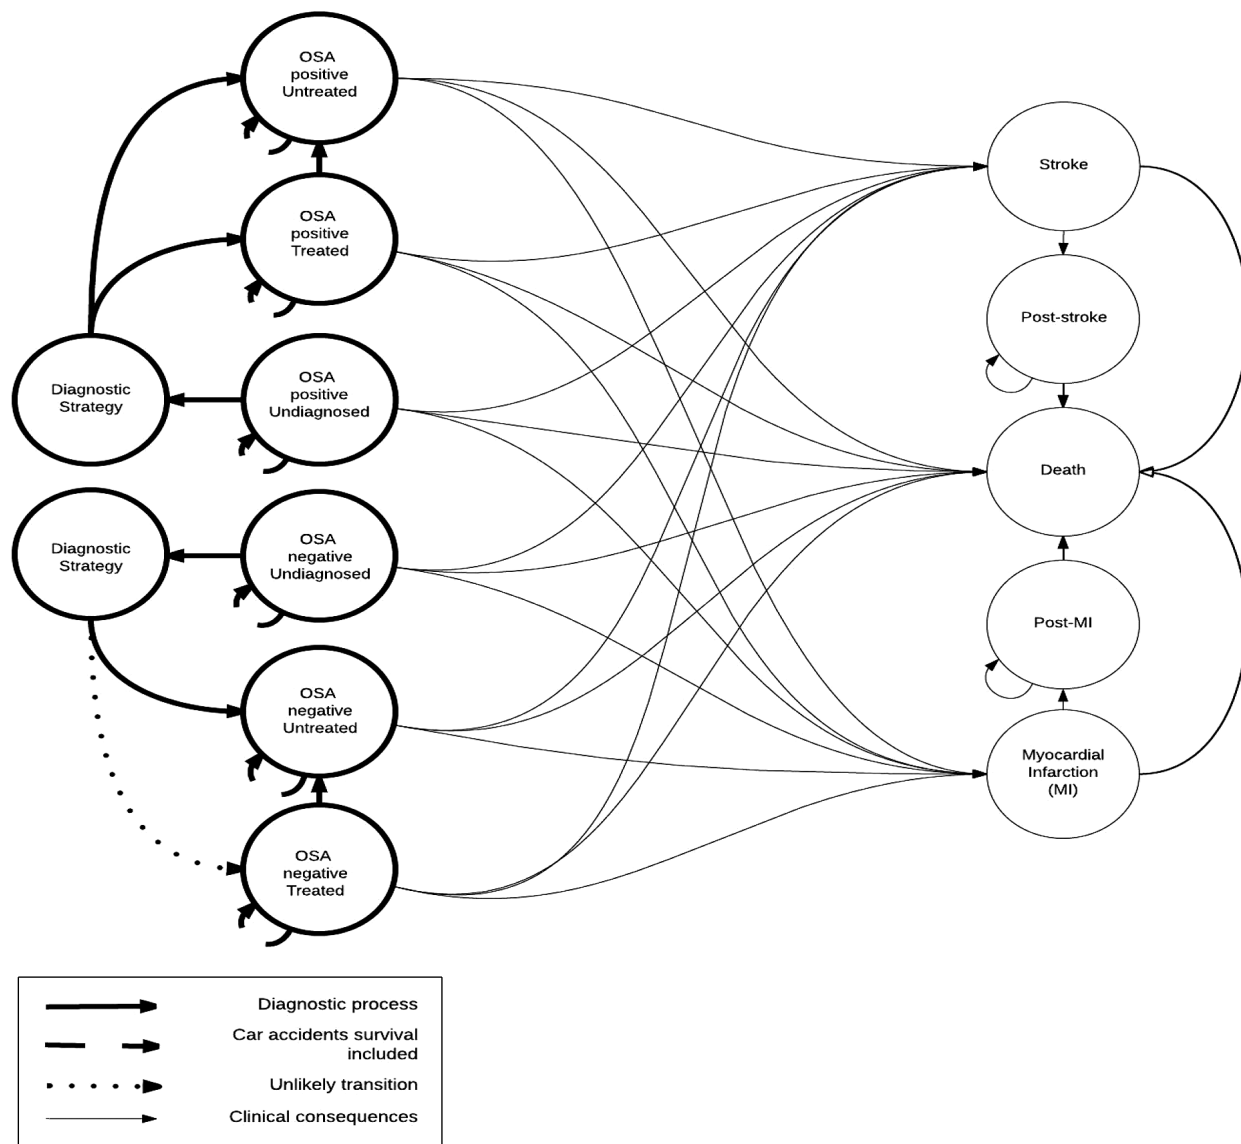 OSA
positive
Untreated
OSA
positive
Treated
Diagnostic
Strategy
OSA
positive
Undiagnosed
Diagnostic
Strategy
OSA
negative
Undiagnosed
OSA
negative
Untreated
OSA
negative
Treated
Stroke
Post-stroke
Death
Post-MI
Myocardial
Infarction
(MI)
Diagnostic process
Car accidents survival
included
Unlikely transition
Clinical consequences